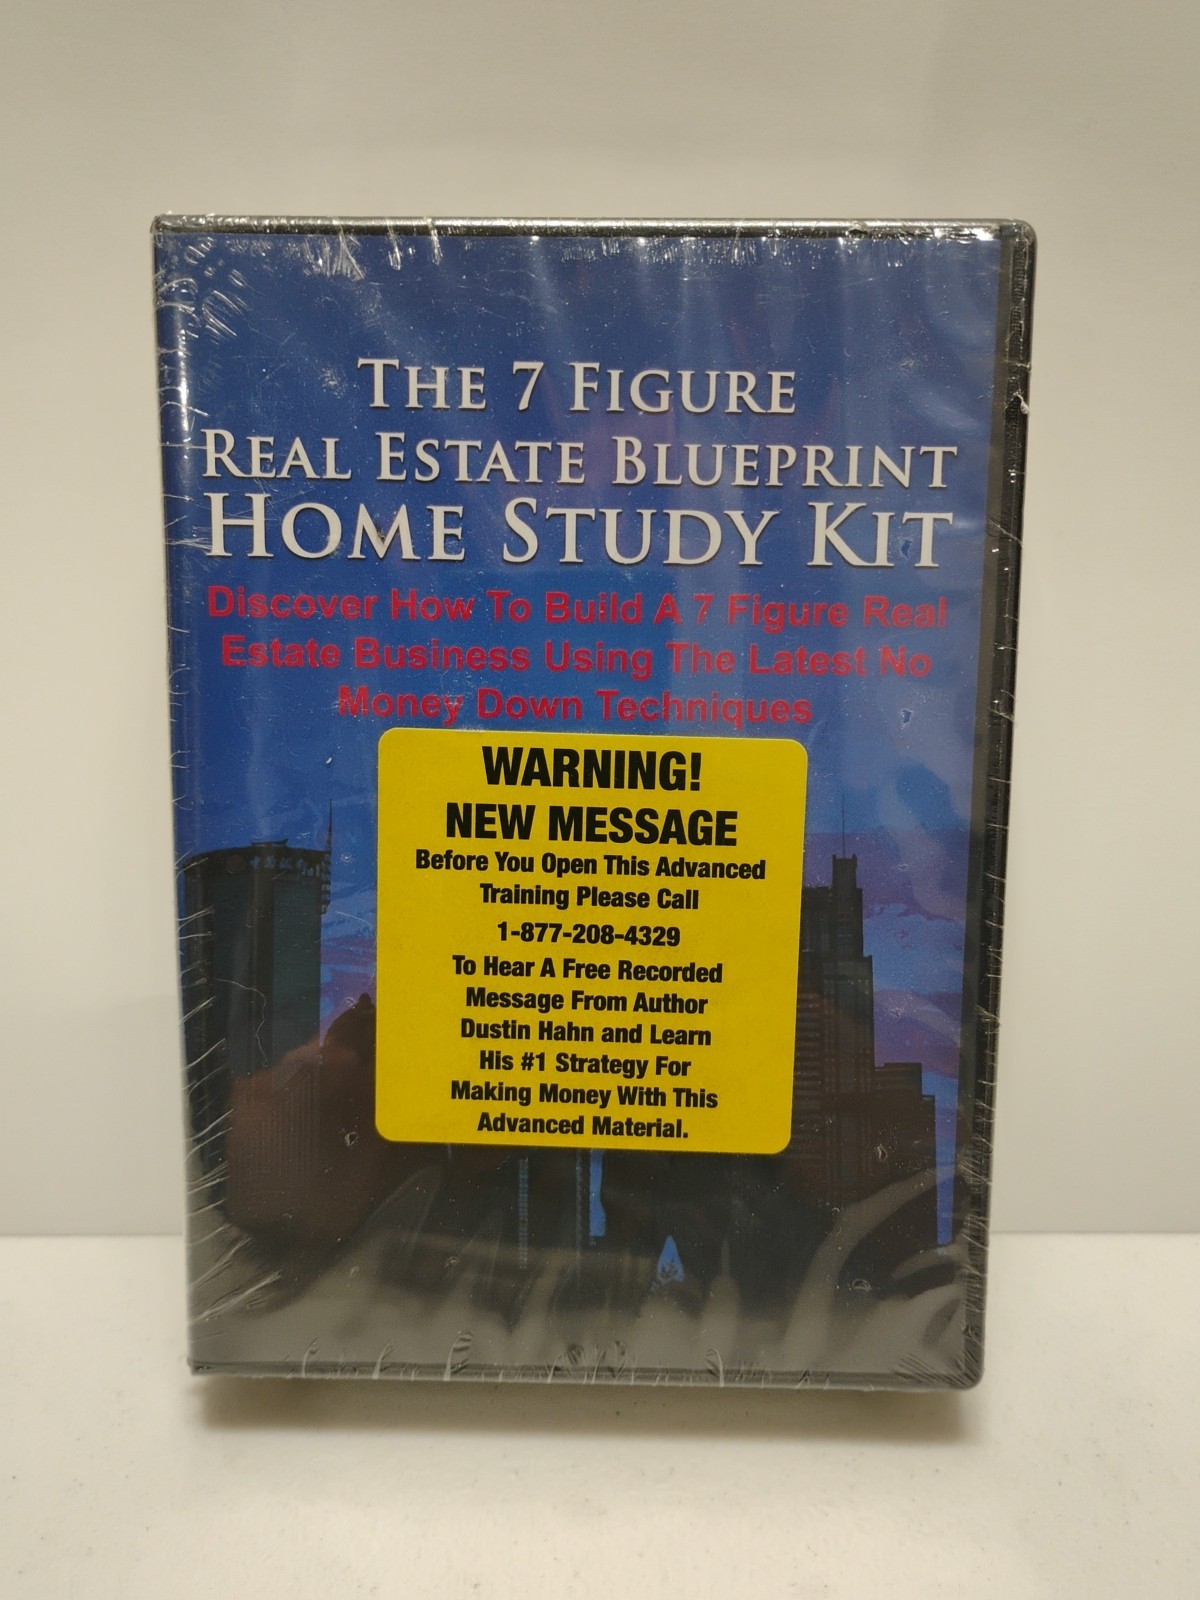 THE 7 FIGURE
REAL ESTATE BLUEPRINT
HOME STUDY KIT
Discover How To Build A 7 Figure Real
Estate Business Using The Latest No
Money Down Techniques
WARNING!
NEW MESSAGE
Before You Open This Advanced
Training Please Call
1-877-208-4329
To Hear A Free Recorded
Message From Author
Dustin Hahn and Learn
His #1 Strategy For
Making Money With This
Advanced Material.